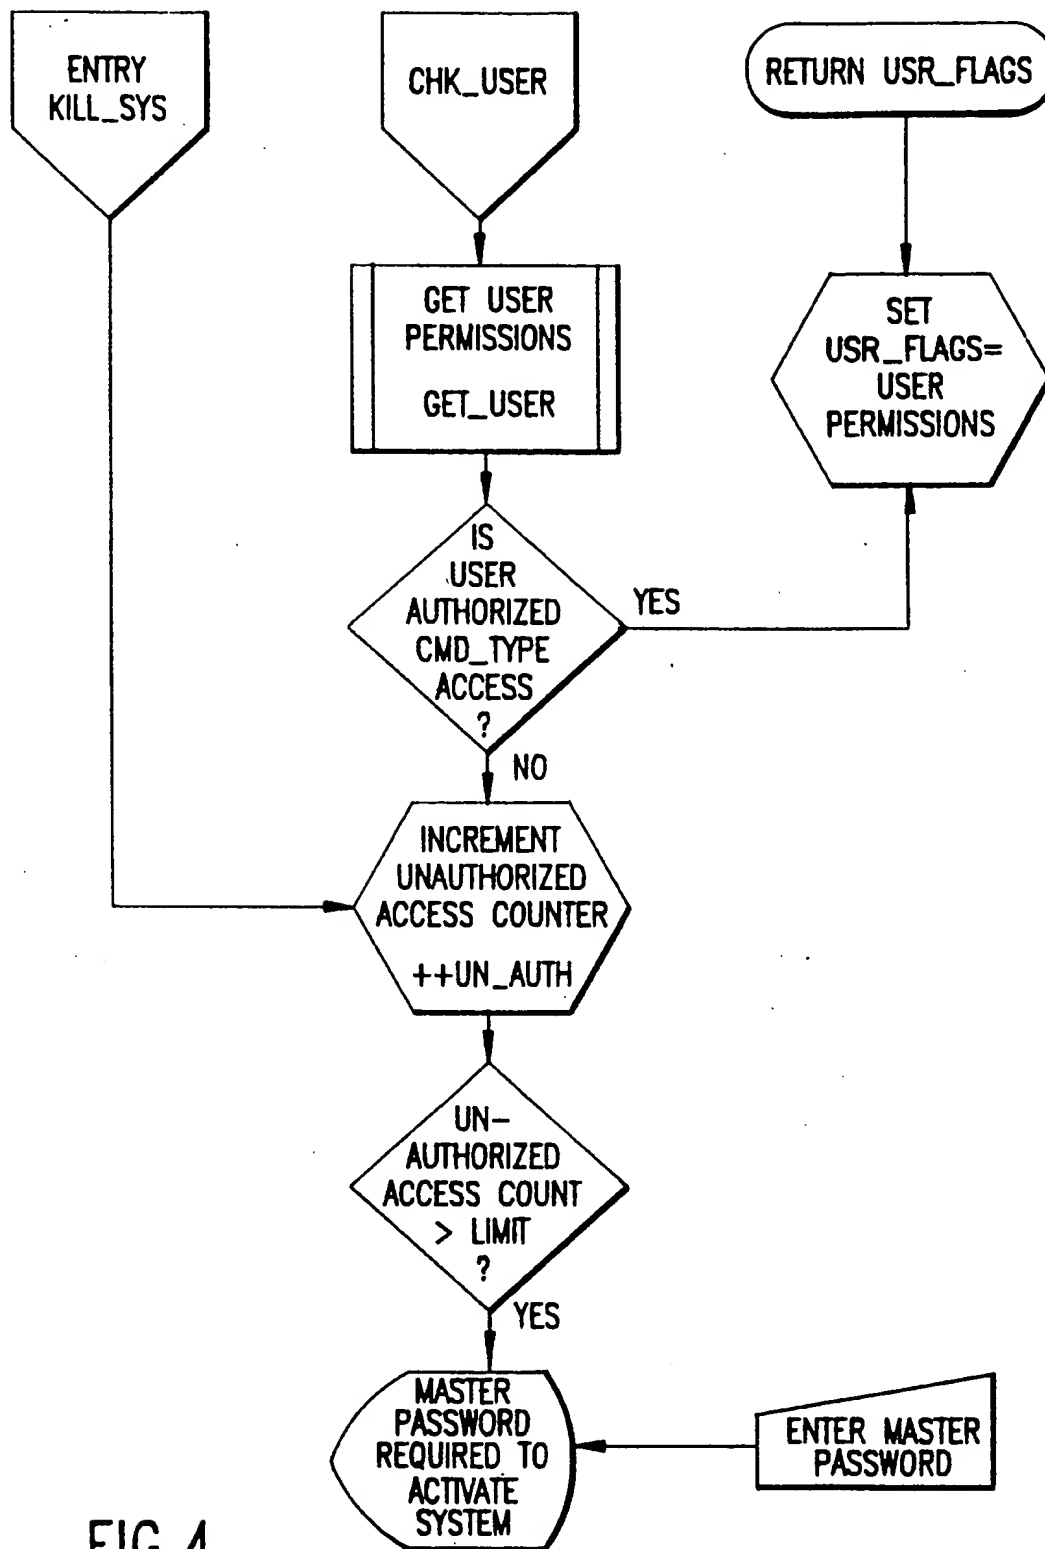 ENTRY
KILL_SYS
CHK_USER
RETURN USR_FLAGS
GET USER
PERMISSIONS
GET_USER
SET
USR_FLAGS=
USER
PERMISSIONS
IS
USER
AUTHORIZED
CMD_TYPE
ACCESS
?
YES
NO
INCREMENT
UNAUTHORIZED
ACCESS COUNTER
++UN_AUTH
UN-
AUTHORIZED
ACCESS COUNT
> LIMIT
?
YES
MASTER
PASSWORD
REQUIRED TO
ACTIVATE
SYSTEM
ENTER MASTER
PASSWORD
FIG. 4